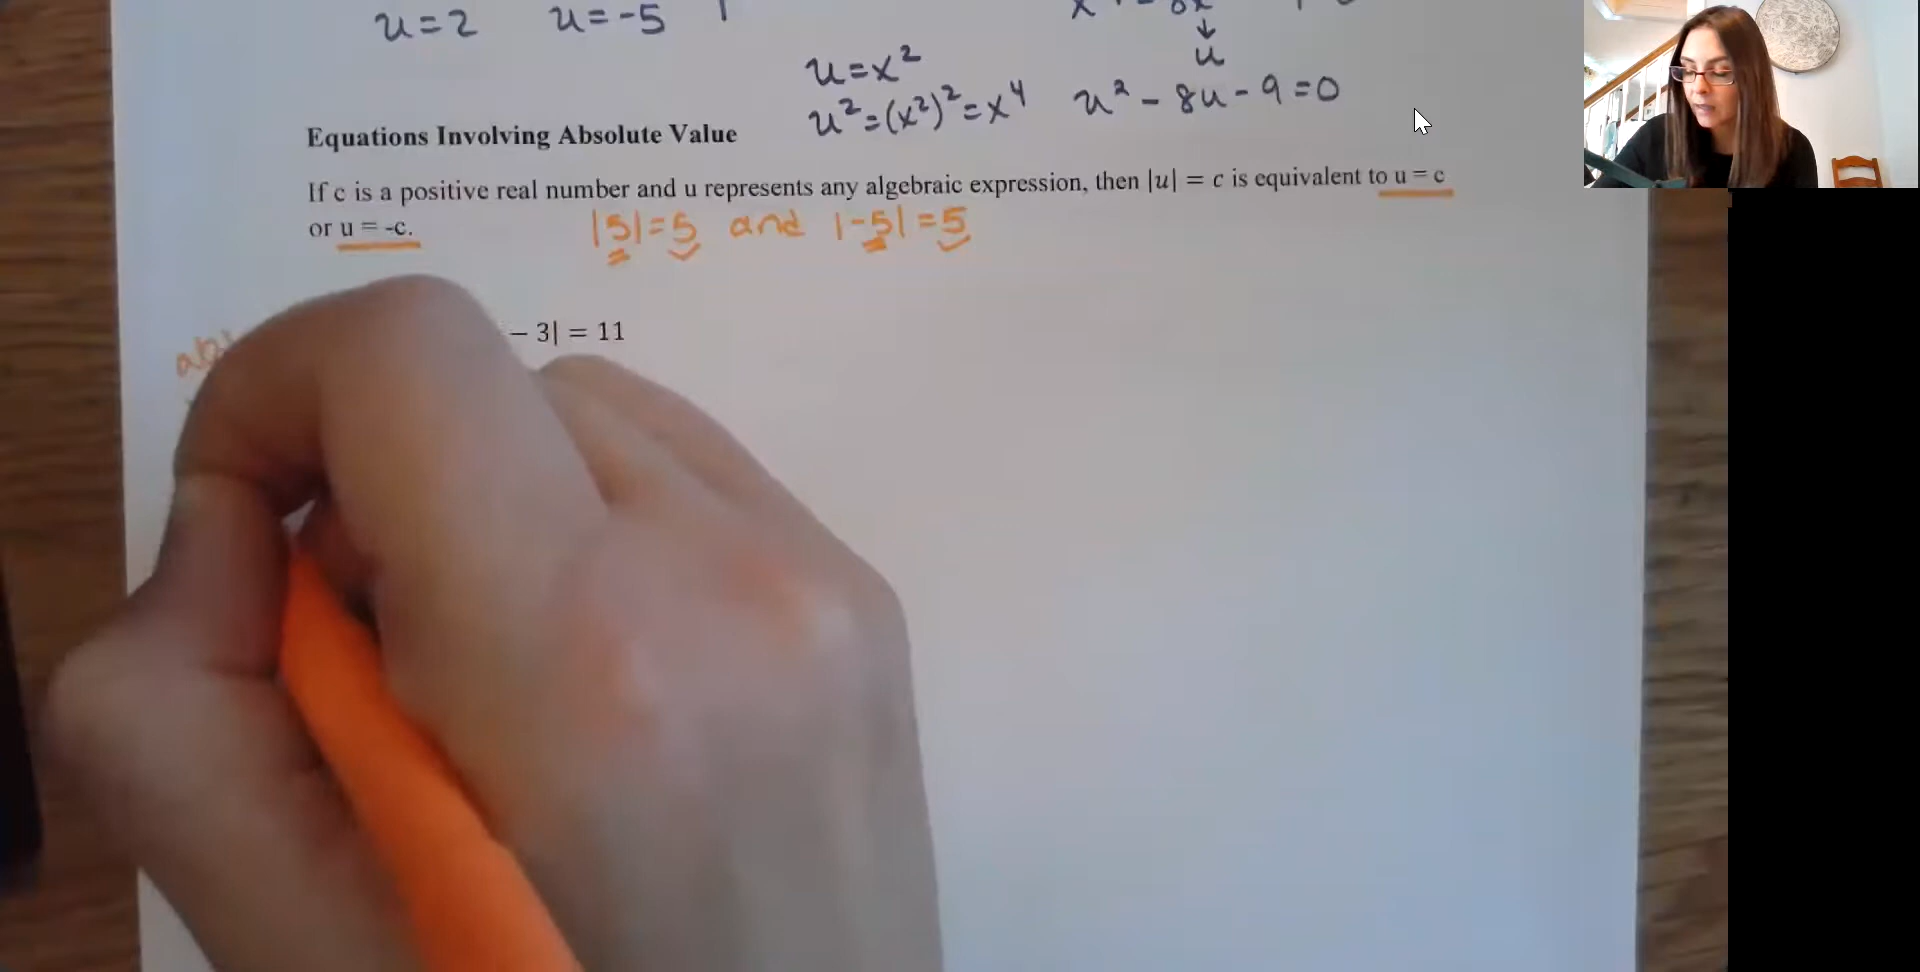 u=2 u=-5
u=x²
u
u²=(x²)²=x⁴ u²-8u-9=0
Equations Involving Absolute Value
If c is a positive real number and u represents any algebraic expression, then |u| = c is equivalent to u = c
or u = -c. |5|=5 and |-5|=5
- 3| = 11